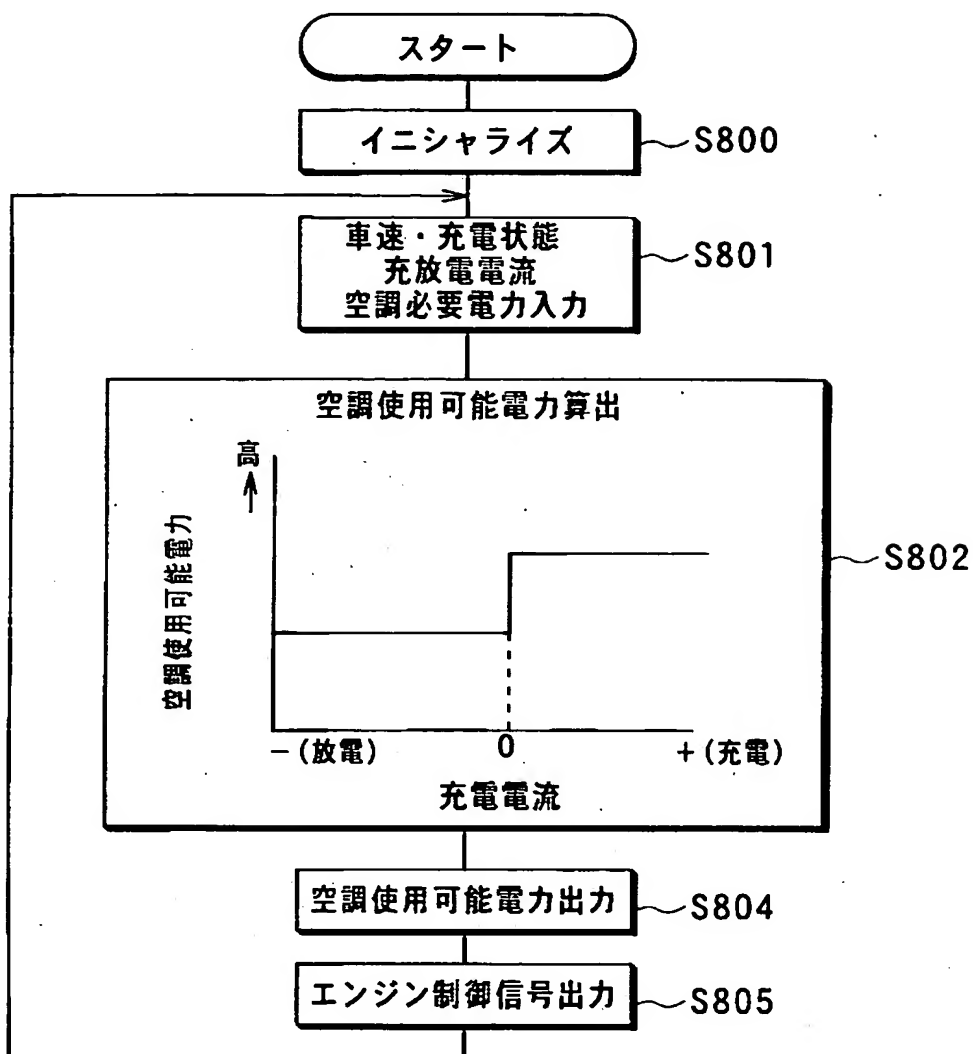 スタート
イニシャライズ
S800
車速・充電状態
充放電電流
空調必要電力入力
S801
空調使用可能電力算出
高
空調使用可能電力
S802
－(放電)
0
＋(充電)
充電電流
空調使用可能電力出力
S804
エンジン制御信号出力
S805